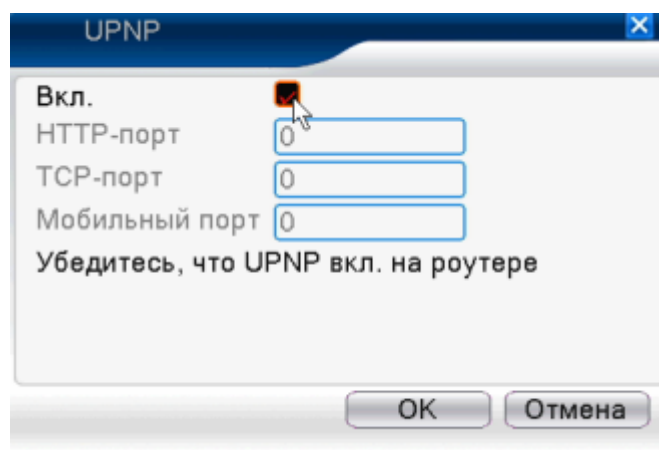 UPNP
Вкл.
HTTP-порт 0
TCP-порт 0
Мобильный порт 0
Убедитесь, что UPNP вкл. на роутере
OK Отмена